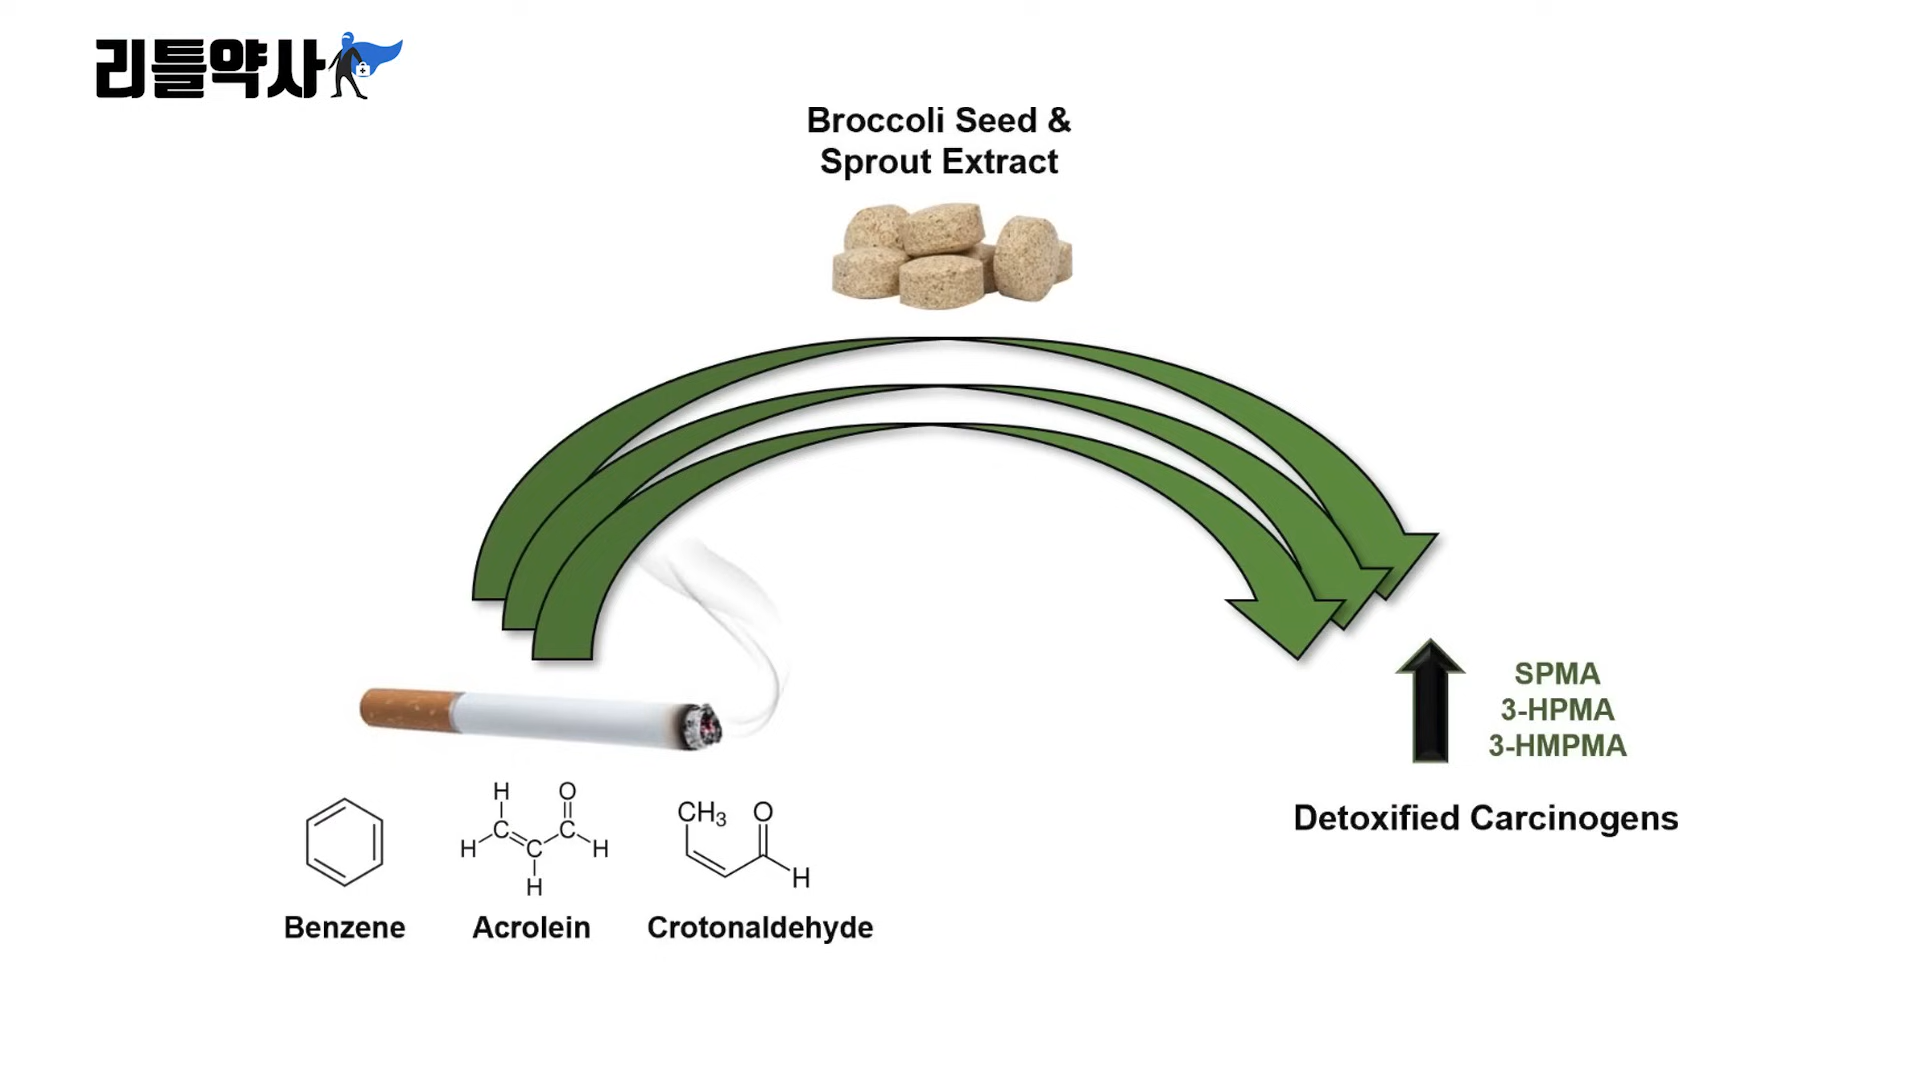 리틀약사
Broccoli Seed &
Sprout Extract
SPMA
3-HPMA
3-HMPMA
Detoxified Carcinogens
H
O
H
C
C
C
H
H
CH3
O
H
Benzene
Acrolein
Crotonaldehyde